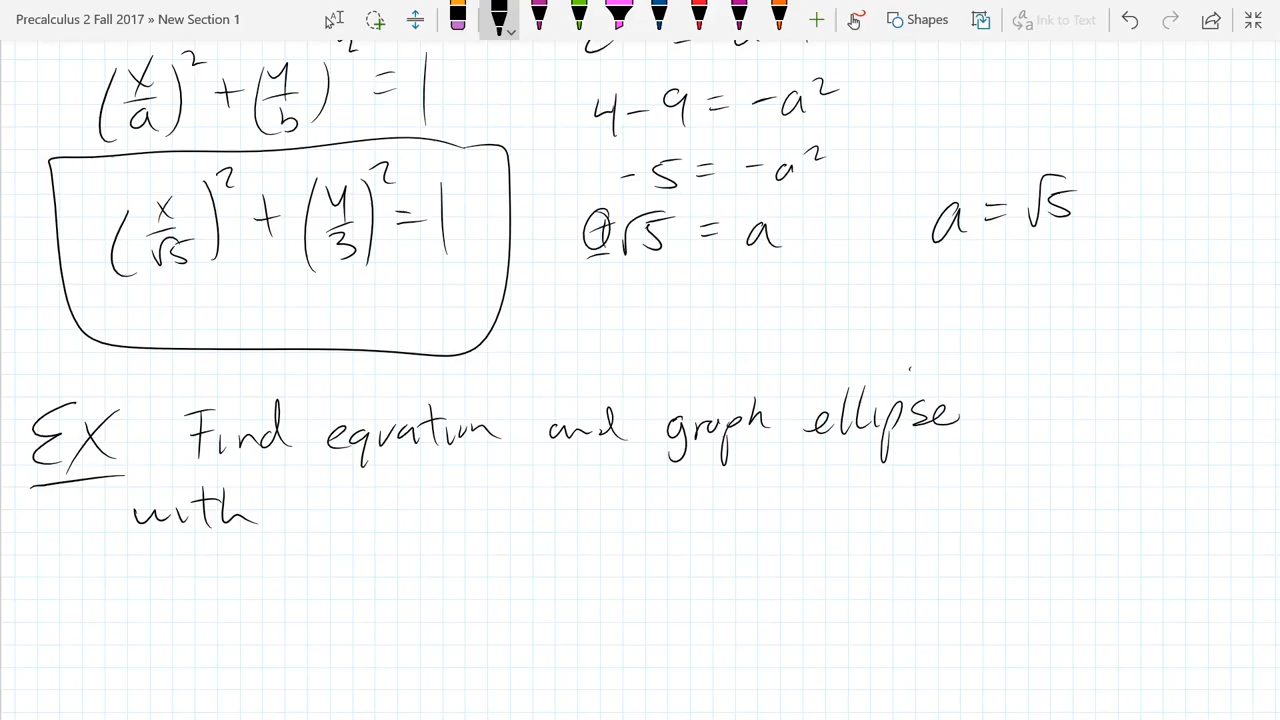 Precalculus 2 Fall 2017 » New Section 1
Shapes
Ink to Text
(x/a)² + (y/b)² = 1
4 - 9 = -a²
-5 = -a²
(x/√5)² + (y/3)² = 1
±√5 = a
a = √5
EX Find equation and graph ellipse
with